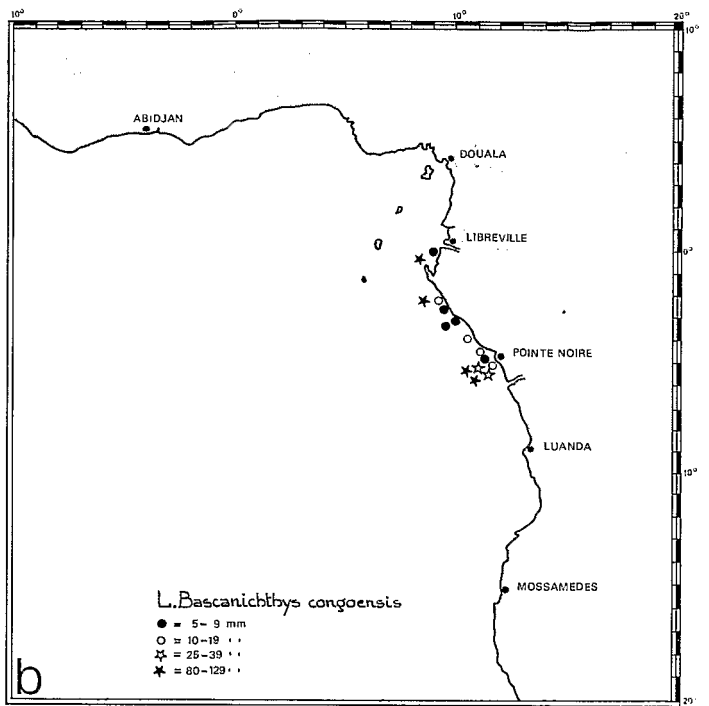 10° 0° 10° 20°
10°
ABIDJAN
DOUALA
LIBREVILLE
0°
POINTE NOIRE
LUANDA
10°
MOSSAMEDES
L.Bascanichthys congoensis
● = 5-9 mm
○ = 10-19 ''
☆ = 25-39 ''
★ = 80-129 ''
b
20°